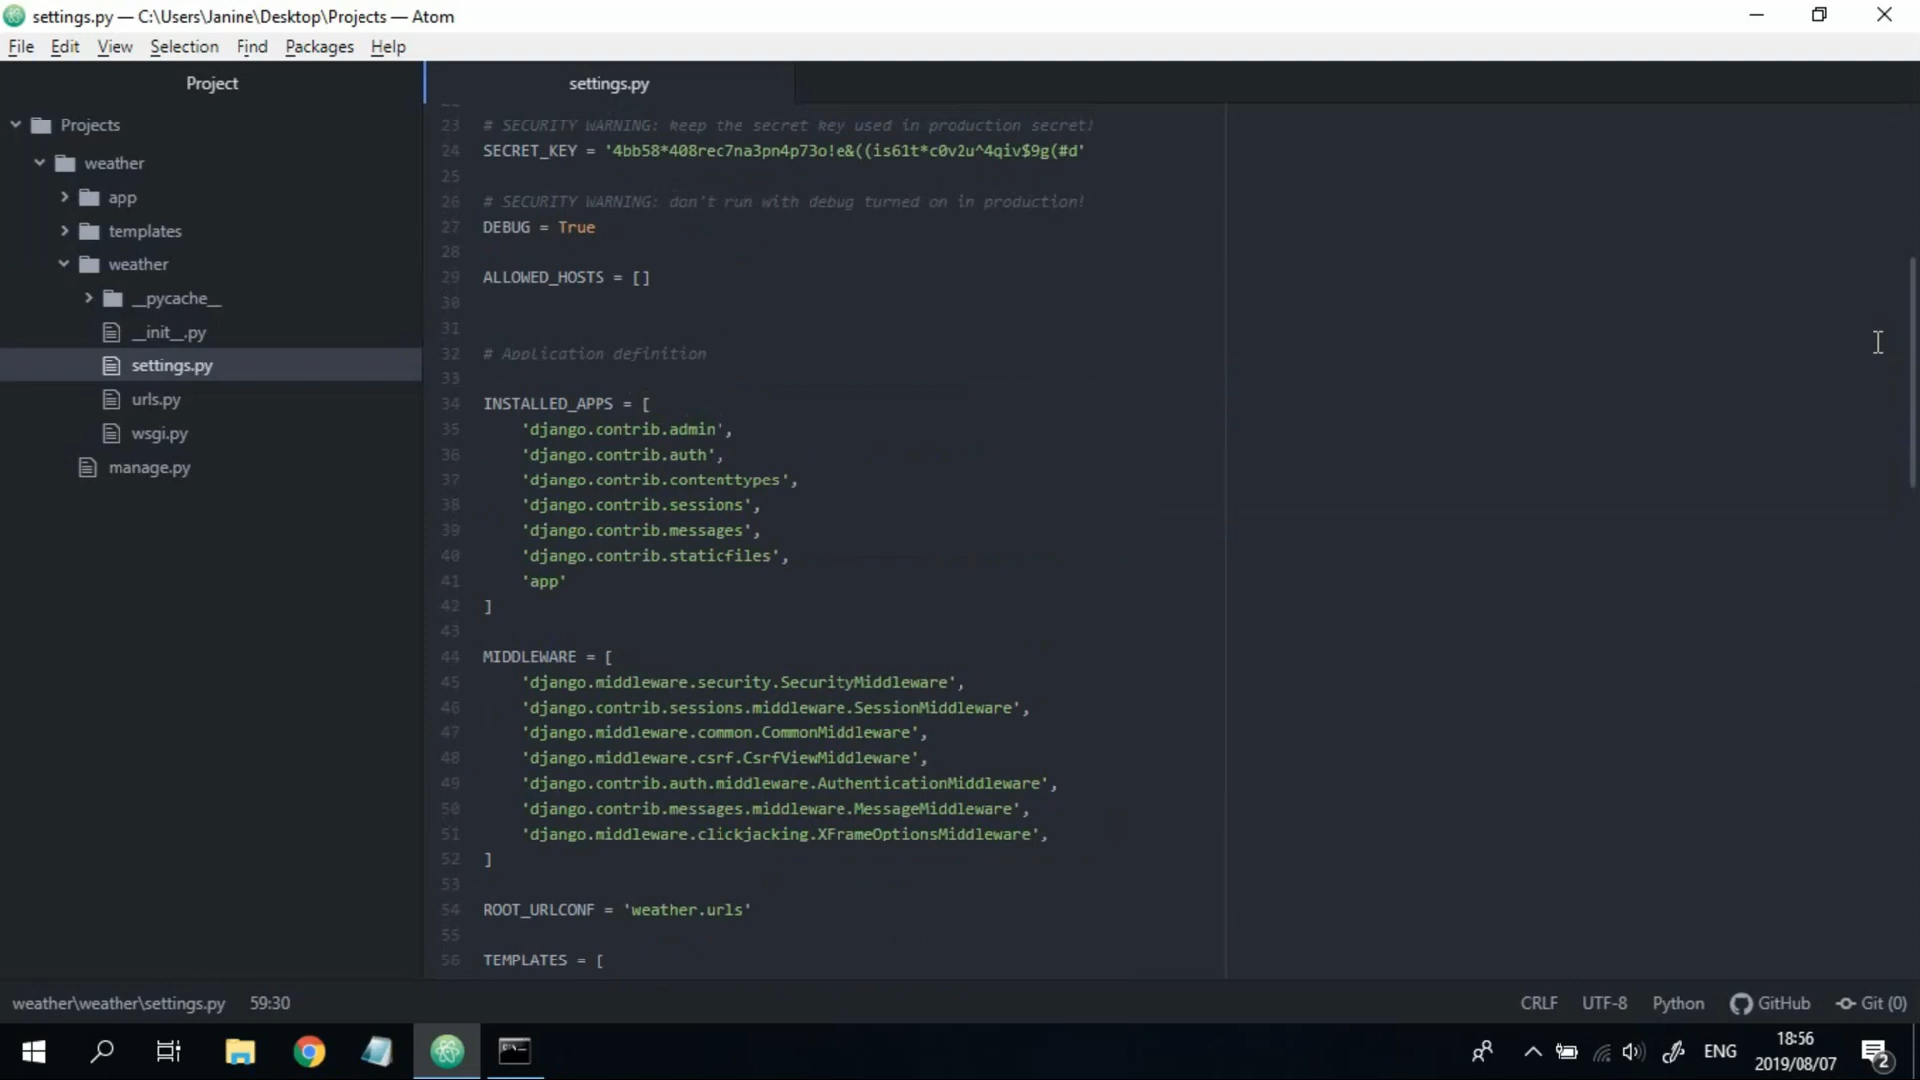 settings.py — C:\Users\Janine\Desktop\Projects — Atom
File Edit View Selection Find Packages Help
Project
settings.py
Projects
weather
app
templates
weather
__pycache__
__init__.py
settings.py
urls.py
wsgi.py
manage.py
23 # SECURITY WARNING: keep the secret key used in production secret!
24 SECRET_KEY = '4bb58*408rec7na3pn4p73o!e&((is61t*c0v2u^4qiv$9g(#d'
25
26 # SECURITY WARNING: don't run with debug turned on in production!
27 DEBUG = True
28
29 ALLOWED_HOSTS = []
30
31
32 # Application definition
33
34 INSTALLED_APPS = [
35 'django.contrib.admin',
36 'django.contrib.auth',
37 'django.contrib.contenttypes',
38 'django.contrib.sessions',
39 'django.contrib.messages',
40 'django.contrib.staticfiles',
41 'app'
42 ]
43
44 MIDDLEWARE = [
45 'django.middleware.security.SecurityMiddleware',
46 'django.contrib.sessions.middleware.SessionMiddleware',
47 'django.middleware.common.CommonMiddleware',
48 'django.middleware.csrf.CsrfViewMiddleware',
49 'django.contrib.auth.middleware.AuthenticationMiddleware',
50 'django.contrib.messages.middleware.MessageMiddleware',
51 'django.middleware.clickjacking.XFrameOptionsMiddleware',
52 ]
53
54 ROOT_URLCONF = 'weather.urls'
55
56 TEMPLATES = [
weather\weather\settings.py 59:30
CRLF UTF-8 Python GitHub Git (0)
ENG
18:56
2019/08/07
2